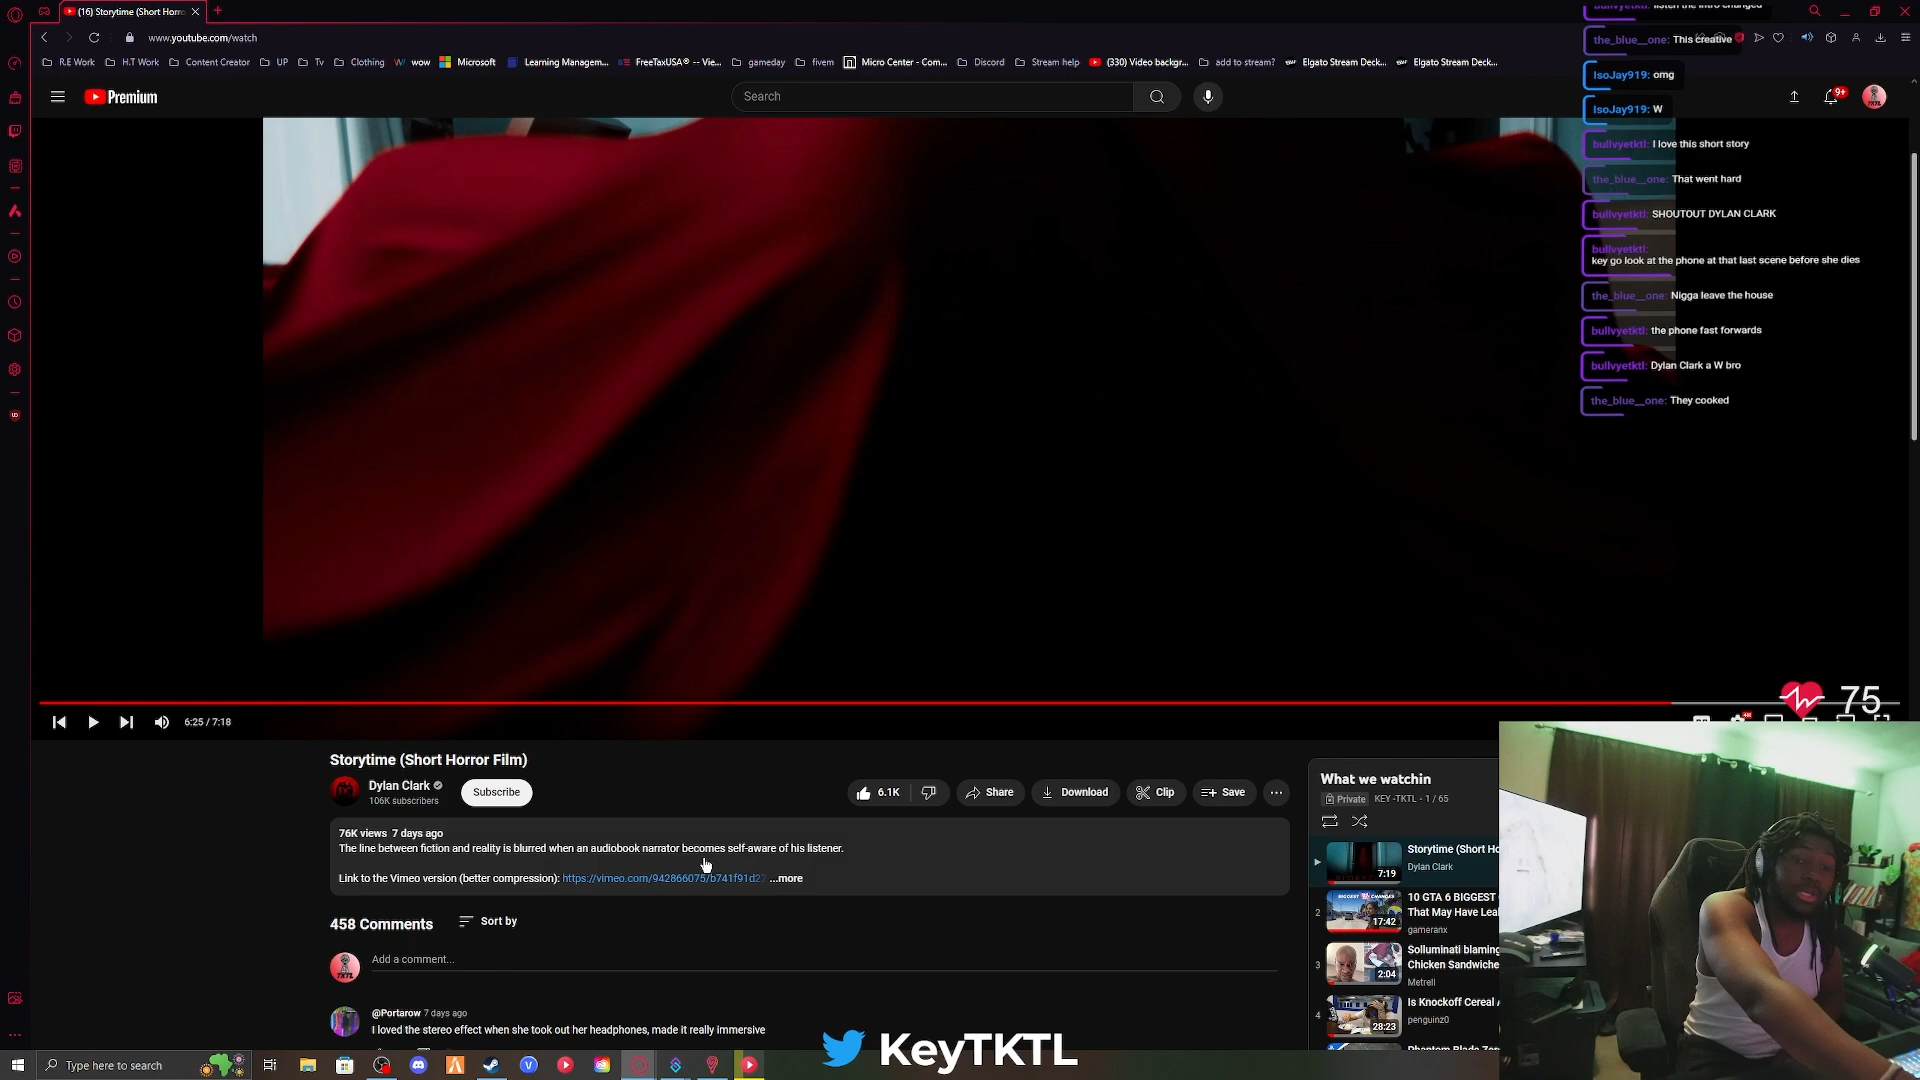 (16) Storytime (Short Horro
www.youtube.com/watch
R.E Work
H.T Work
Content Creator
UP
Tv
Clothing
wow
Microsoft
Learning Managem...
FreeTaxUSA® -- Vie...
gameday
fivem
Micro Center - Com...
Discord
Stream help
(330) Video backgr...
add to stream?
Elgato Stream Deck...
Elgato Stream Deck...
Premium
Search
9+
bullvyetktl: listen the intro changed
the_blue__one: This creative
IsoJay919: omg
IsoJay919: W
bullvyetktl: I love this short story
the_blue__one: That went hard
bullvyetktl: SHOUTOUT DYLAN CLARK
bullvyetktl:
key go look at the phone at that last scene before she dies
the_blue__one: Nigga leave the house
bullvyetktl: the phone fast forwards
bullvyetktl: Dylan Clark a W bro
the_blue__one: They cooked
75
6:25 / 7:18
Storytime (Short Horror Film)
Dylan Clark
106K subscribers
Subscribe
6.1K
Share
Download
Clip
Save
76K views 7 days ago
The line between fiction and reality is blurred when an audiobook narrator becomes self-aware of his listener.
Link to the Vimeo version (better compression): https://vimeo.com/942866075/b741f91d27 ...more
458 Comments
Sort by
TKTL
Add a comment...
@Portarow 7 days ago
I loved the stereo effect when she took out her headphones, made it really immersive
What we watchin
Private KEY -TKTL - 1 / 65
Storytime (Short Ho
Dylan Clark
7:19
2
10 GTA 6 BIGGEST
That May Have Leal
gameranx
17:42
3
Solluminati blaming
Chicken Sandwiche
Metrell
2:04
4
Is Knockoff Cereal
penguinz0
28:23
KeyTKTL
Type here to search